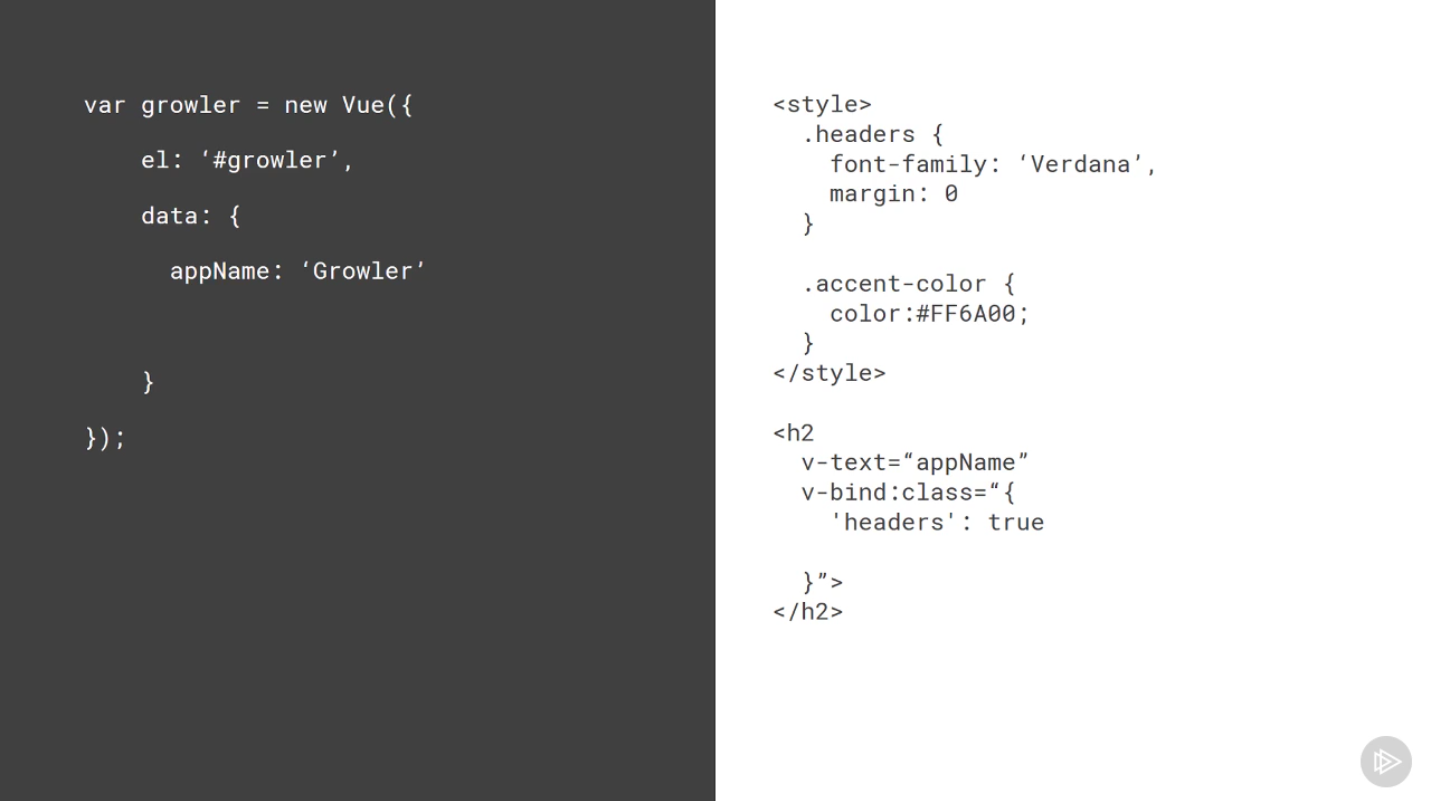 var growler = new Vue({
el: ‘#growler’,
data: {
appName: ‘Growler’
}
});
<style>
.headers {
font-family: ‘Verdana’,
margin: 0
}
.accent-color {
color:#FF6A00;
}
</style>
<h2
v-text=“appName”
v-bind:class=“{
'headers': true
}”>
</h2>